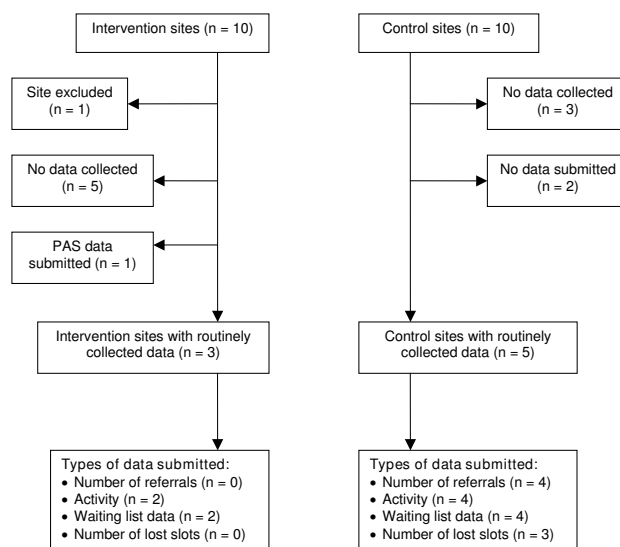 Intervention sites (n = 10)
Control sites (n = 10)
Site excluded
(n = 1)
No data collected
(n = 3)
No data collected
(n = 5)
No data submitted
(n = 2)
PAS data
submitted (n = 1)
Intervention sites with routinely
collected data (n = 3)
Control sites with routinely
collected data (n = 5)
Types of data submitted:
• Number of referrals (n = 0)
• Activity (n = 2)
• Waiting list data (n = 2)
• Number of lost slots (n = 0)
Types of data submitted:
• Number of referrals (n = 4)
• Activity (n = 4)
• Waiting list data (n = 4)
• Number of lost slots (n = 3)